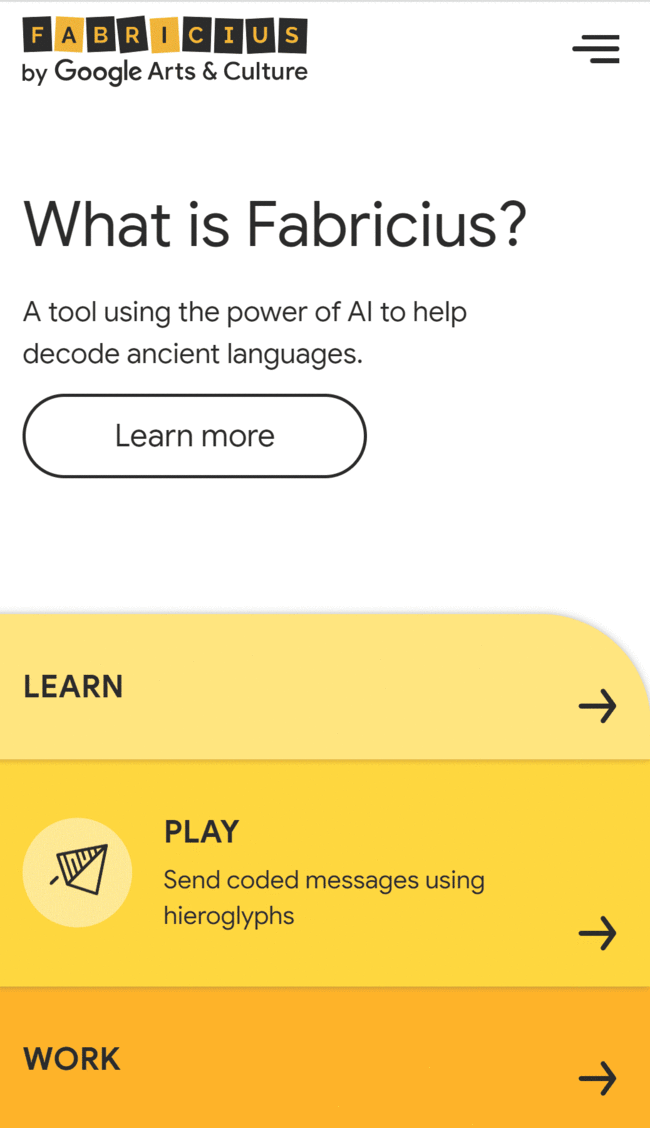 FABRICIUS
by Google Arts & Culture
What is Fabricius?
A tool using the power of AI to help
decode ancient languages.
Learn more
LEARN
PLAY
Send coded messages using
hieroglyphs
WORK